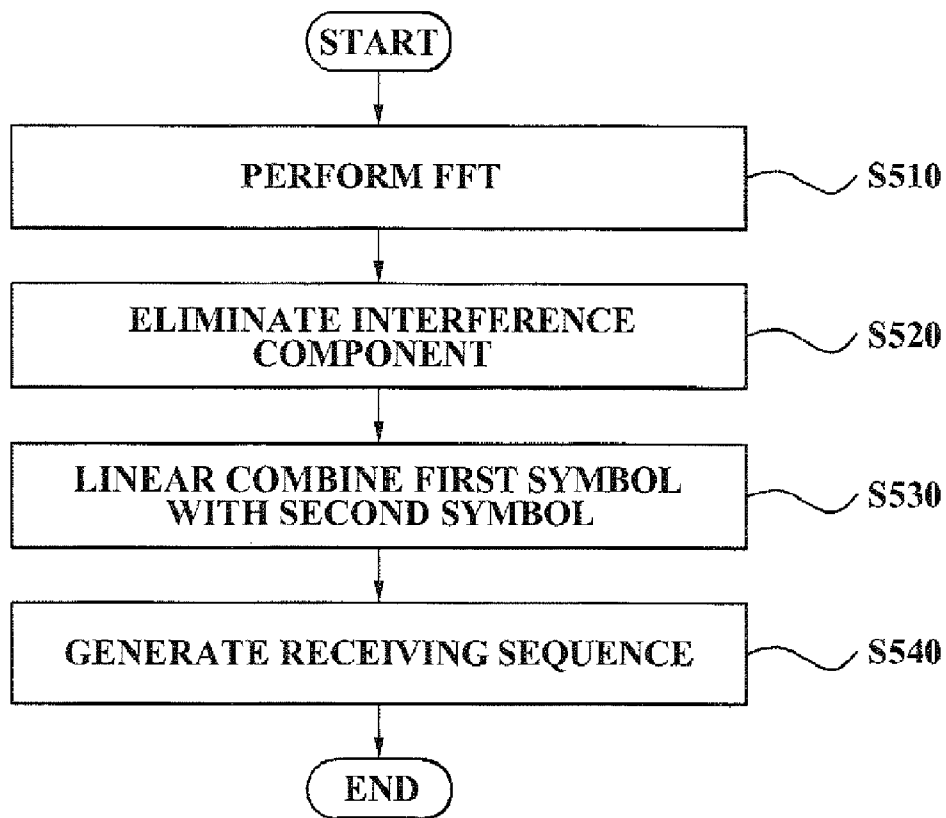 START
PERFORM FFT
S510
ELIMINATE INTERFERENCE
COMPONENT
S520
LINEAR COMBINE FIRST SYMBOL
WITH SECOND SYMBOL
S530
GENERATE RECEIVING SEQUENCE
S540
END